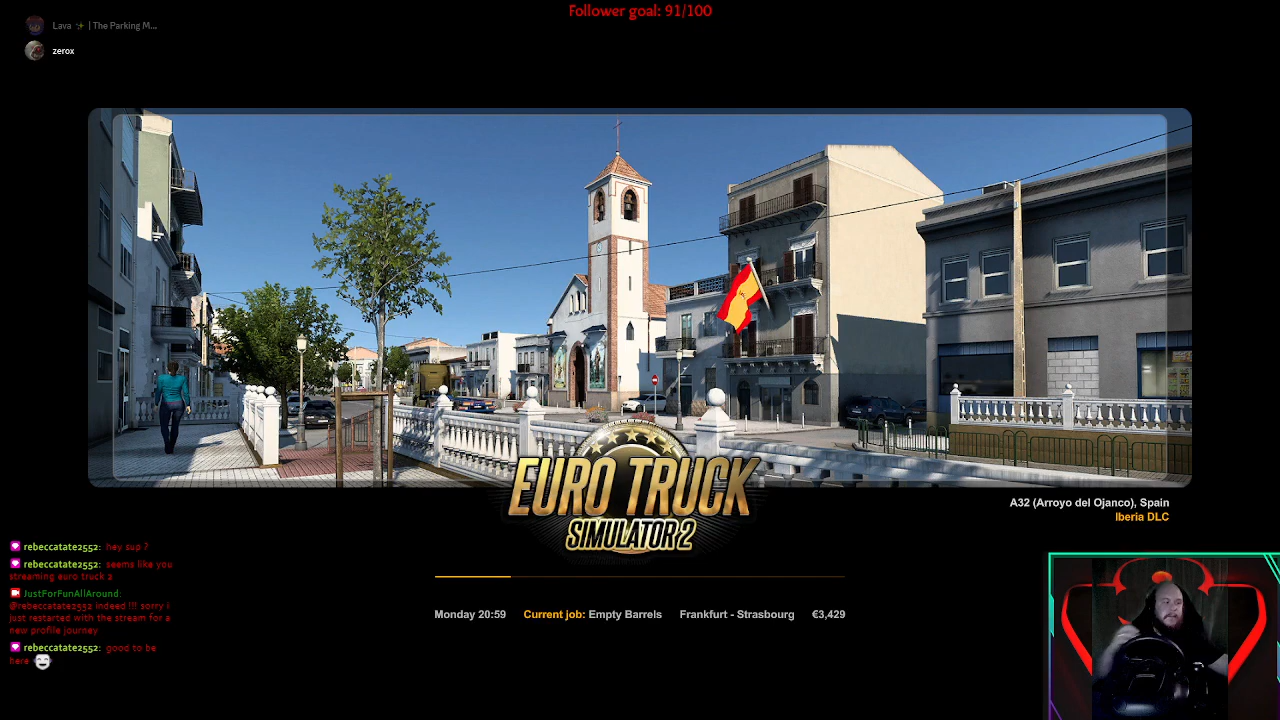 Follower goal: 91/100
Lava ✨ | The Parking M...
zerox
EURO TRUCK
SIMULATOR 2
A32 (Arroyo del Ojanco), Spain
Iberia DLC
rebeccatate2552: hey sup ?
rebeccatate2552: seems like you
streaming euro truck 2
JustForFunAllAround:
@rebeccatate2552 indeed !!! sorry i
just restarted with the stream for a
new profile journey
rebeccatate2552: good to be
here
Monday 20:59 Current job: Empty Barrels Frankfurt - Strasbourg €3,429